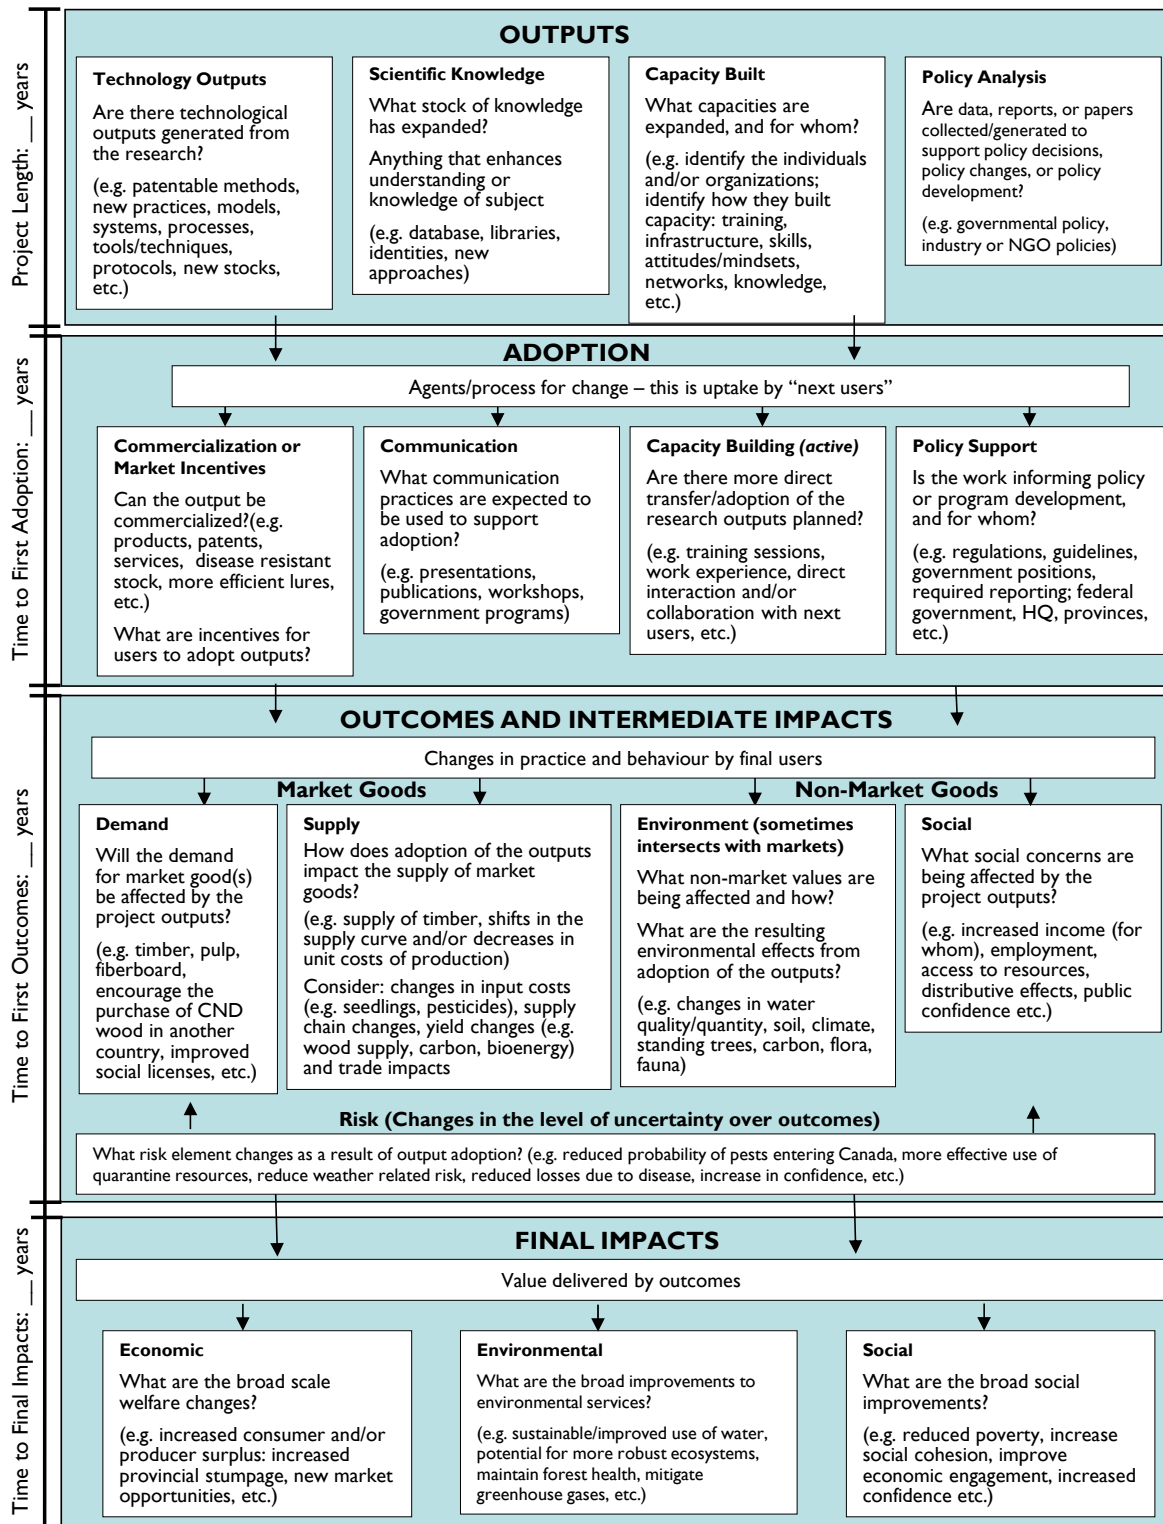 Project Length: __ years
OUTPUTS
Technology Outputs
Are there technological
outputs generated from
the research?
(e.g. patentable methods,
new practices, models,
systems, processes,
tools/techniques,
protocols, new stocks,
etc.)
Scientific Knowledge
What stock of knowledge
has expanded?
Anything that enhances
understanding or
knowledge of subject
(e.g. database, libraries,
identities, new
approaches)
Capacity Built
What capacities are
expanded, and for whom?
(e.g. identify the individuals
and/or organizations;
identify how they built
capacity: training,
infrastructure, skills,
attitudes/mindsets,
networks, knowledge,
etc.)
Policy Analysis
Are data, reports, or papers
collected/generated to
support policy decisions,
policy changes, or policy
development?
(e.g. governmental policy,
industry or NGO policies)
Time to First Adoption: __ years
ADOPTION
Agents/process for change – this is uptake by “next users”
Commercialization or
Market Incentives
Can the output be
commercialized?(e.g.
products, patents,
services, disease resistant
stock, more efficient lures,
etc.)
What are incentives for
users to adopt outputs?
Communication
What communication
practices are expected to
be used to support
adoption?
(e.g. presentations,
publications, workshops,
government programs)
Capacity Building (active)
Are there more direct
transfer/adoption of the
research outputs planned?
(e.g. training sessions,
work experience, direct
interaction and/or
collaboration with next
users, etc.)
Policy Support
Is the work informing policy
or program development,
and for whom?
(e.g. regulations, guidelines,
government positions,
required reporting; federal
government, HQ, provinces,
etc.)
Time to First Outcomes: __ years
OUTCOMES AND INTERMEDIATE IMPACTS
Changes in practice and behaviour by final users
Market Goods
Non-Market Goods
Demand
Will the demand
for market good(s)
be affected by the
project outputs?
(e.g. timber, pulp,
fiberboard,
encourage the
purchase of CND
wood in another
country, improved
social licenses, etc.)
Supply
How does adoption of the outputs
impact the supply of market
goods?
(e.g. supply of timber, shifts in the
supply curve and/or decreases in
unit costs of production)
Consider: changes in input costs
(e.g. seedlings, pesticides), supply
chain changes, yield changes (e.g.
wood supply, carbon, bioenergy)
and trade impacts
Environment (sometimes
intersects with markets)
What non-market values are
being affected and how?
What are the resulting
environmental effects from
adoption of the outputs?
(e.g. changes in water
quality/quantity, soil, climate,
standing trees, carbon, flora,
fauna)
Social
What social concerns are
being affected by the
project outputs?
(e.g. increased income (for
whom), employment,
access to resources,
distributive effects, public
confidence etc.)
Risk (Changes in the level of uncertainty over outcomes)
What risk element changes as a result of output adoption? (e.g. reduced probability of pests entering Canada, more effective use of
quarantine resources, reduce weather related risk, reduced losses due to disease, increase in confidence, etc.)
Time to Final Impacts: __ years
FINAL IMPACTS
Value delivered by outcomes
Economic
What are the broad scale
welfare changes?
(e.g. increased consumer and/or
producer surplus: increased
provincial stumpage, new market
opportunities, etc.)
Environmental
What are the broad improvements to
environmental services?
(e.g. sustainable/improved use of water,
potential for more robust ecosystems,
maintain forest health, mitigate
greenhouse gases, etc.)
Social
What are the broad social
improvements?
(e.g. reduced poverty, increase
social cohesion, improve
economic engagement, increased
confidence etc.)